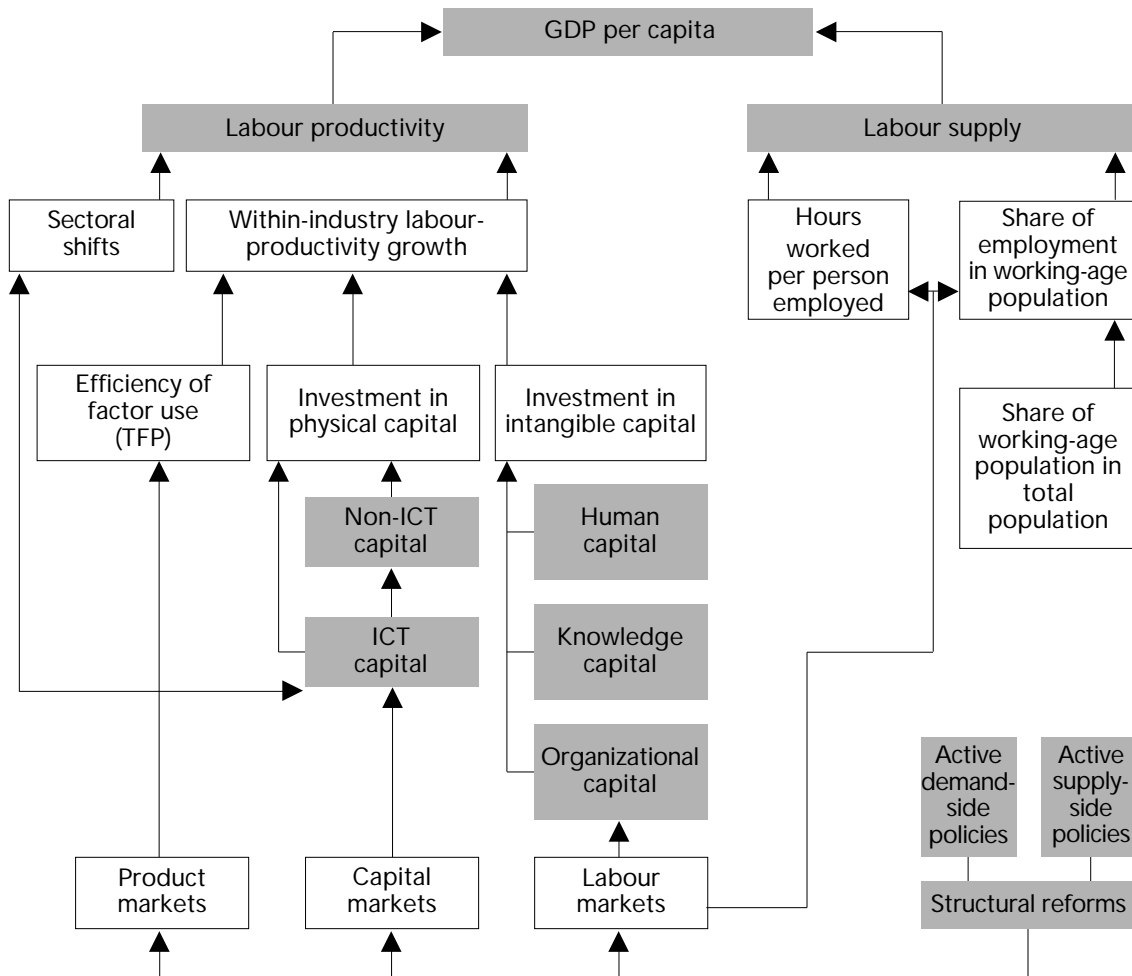 GDP per capita
Labour productivity
Labour supply
Sectoral
shifts
Within-industry labour-
productivity growth
Hours
worked
per person
employed
Share of
employment
in working-age
population
Efficiency of
factor use
(TFP)
Investment in
physical capital
Investment in
intangible capital
Share of
working-age
population in
total
population
Non-ICT
capital
Human
capital
ICT
capital
Knowledge
capital
Organizational
capital
Active
demand-
side
policies
Active
supply-
side
policies
Product
markets
Capital
markets
Labour
markets
Structural reforms